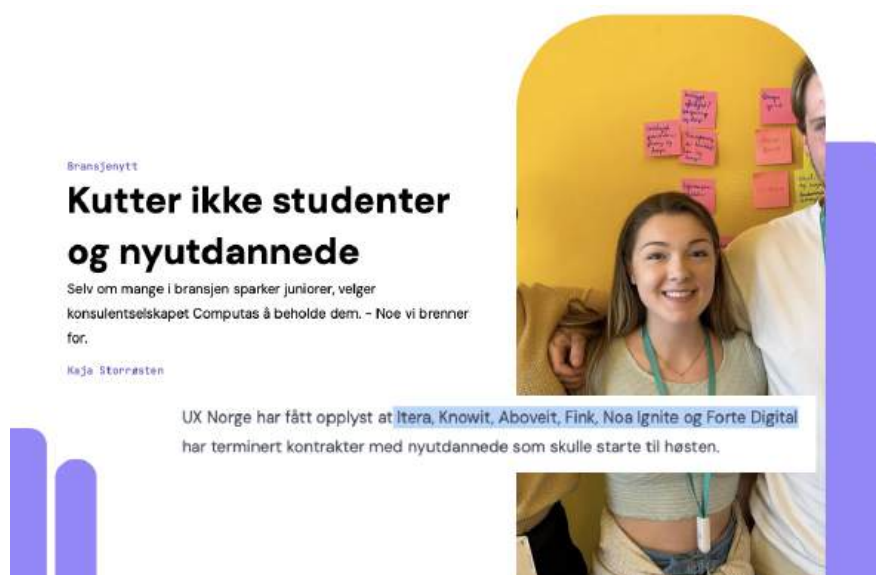 Bransjenytt
Kutter ikke studenter
og nyutdannede
Selv om mange i bransjen sparker juniorer, velger
konsulentselskapet Computas å beholde dem. – Noe vi brenner
for.
Kaja Storrøsten
UX Norge har fått opplyst at Itera, Knowit, Aboveit, Fink, Noa Ignite og Forte Digital
har terminert kontrakter med nyutdannede som skulle starte til høsten.